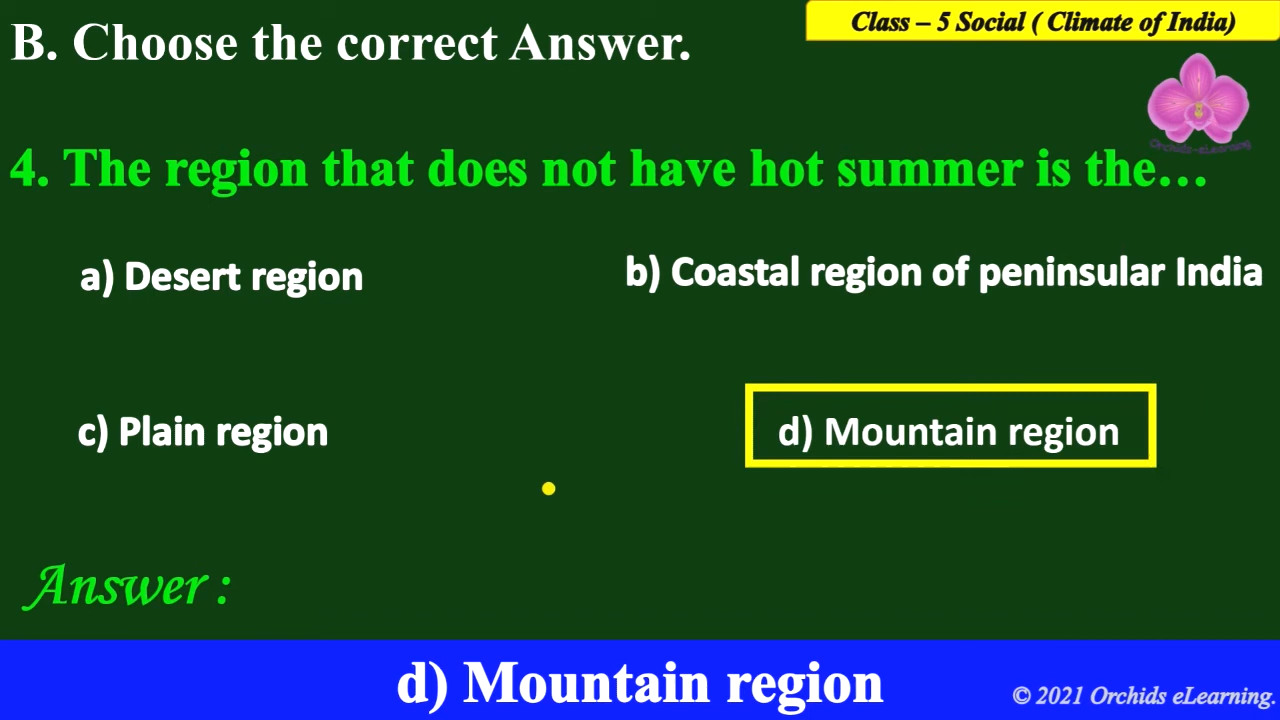 Class – 5 Social ( Climate of India)
B. Choose the correct Answer.
Orchids-eLearning
4. The region that does not have hot summer is the...
a) Desert region
b) Coastal region of peninsular India
c) Plain region
d) Mountain region
Answer :
d) Mountain region
© 2021 Orchids eLearning.